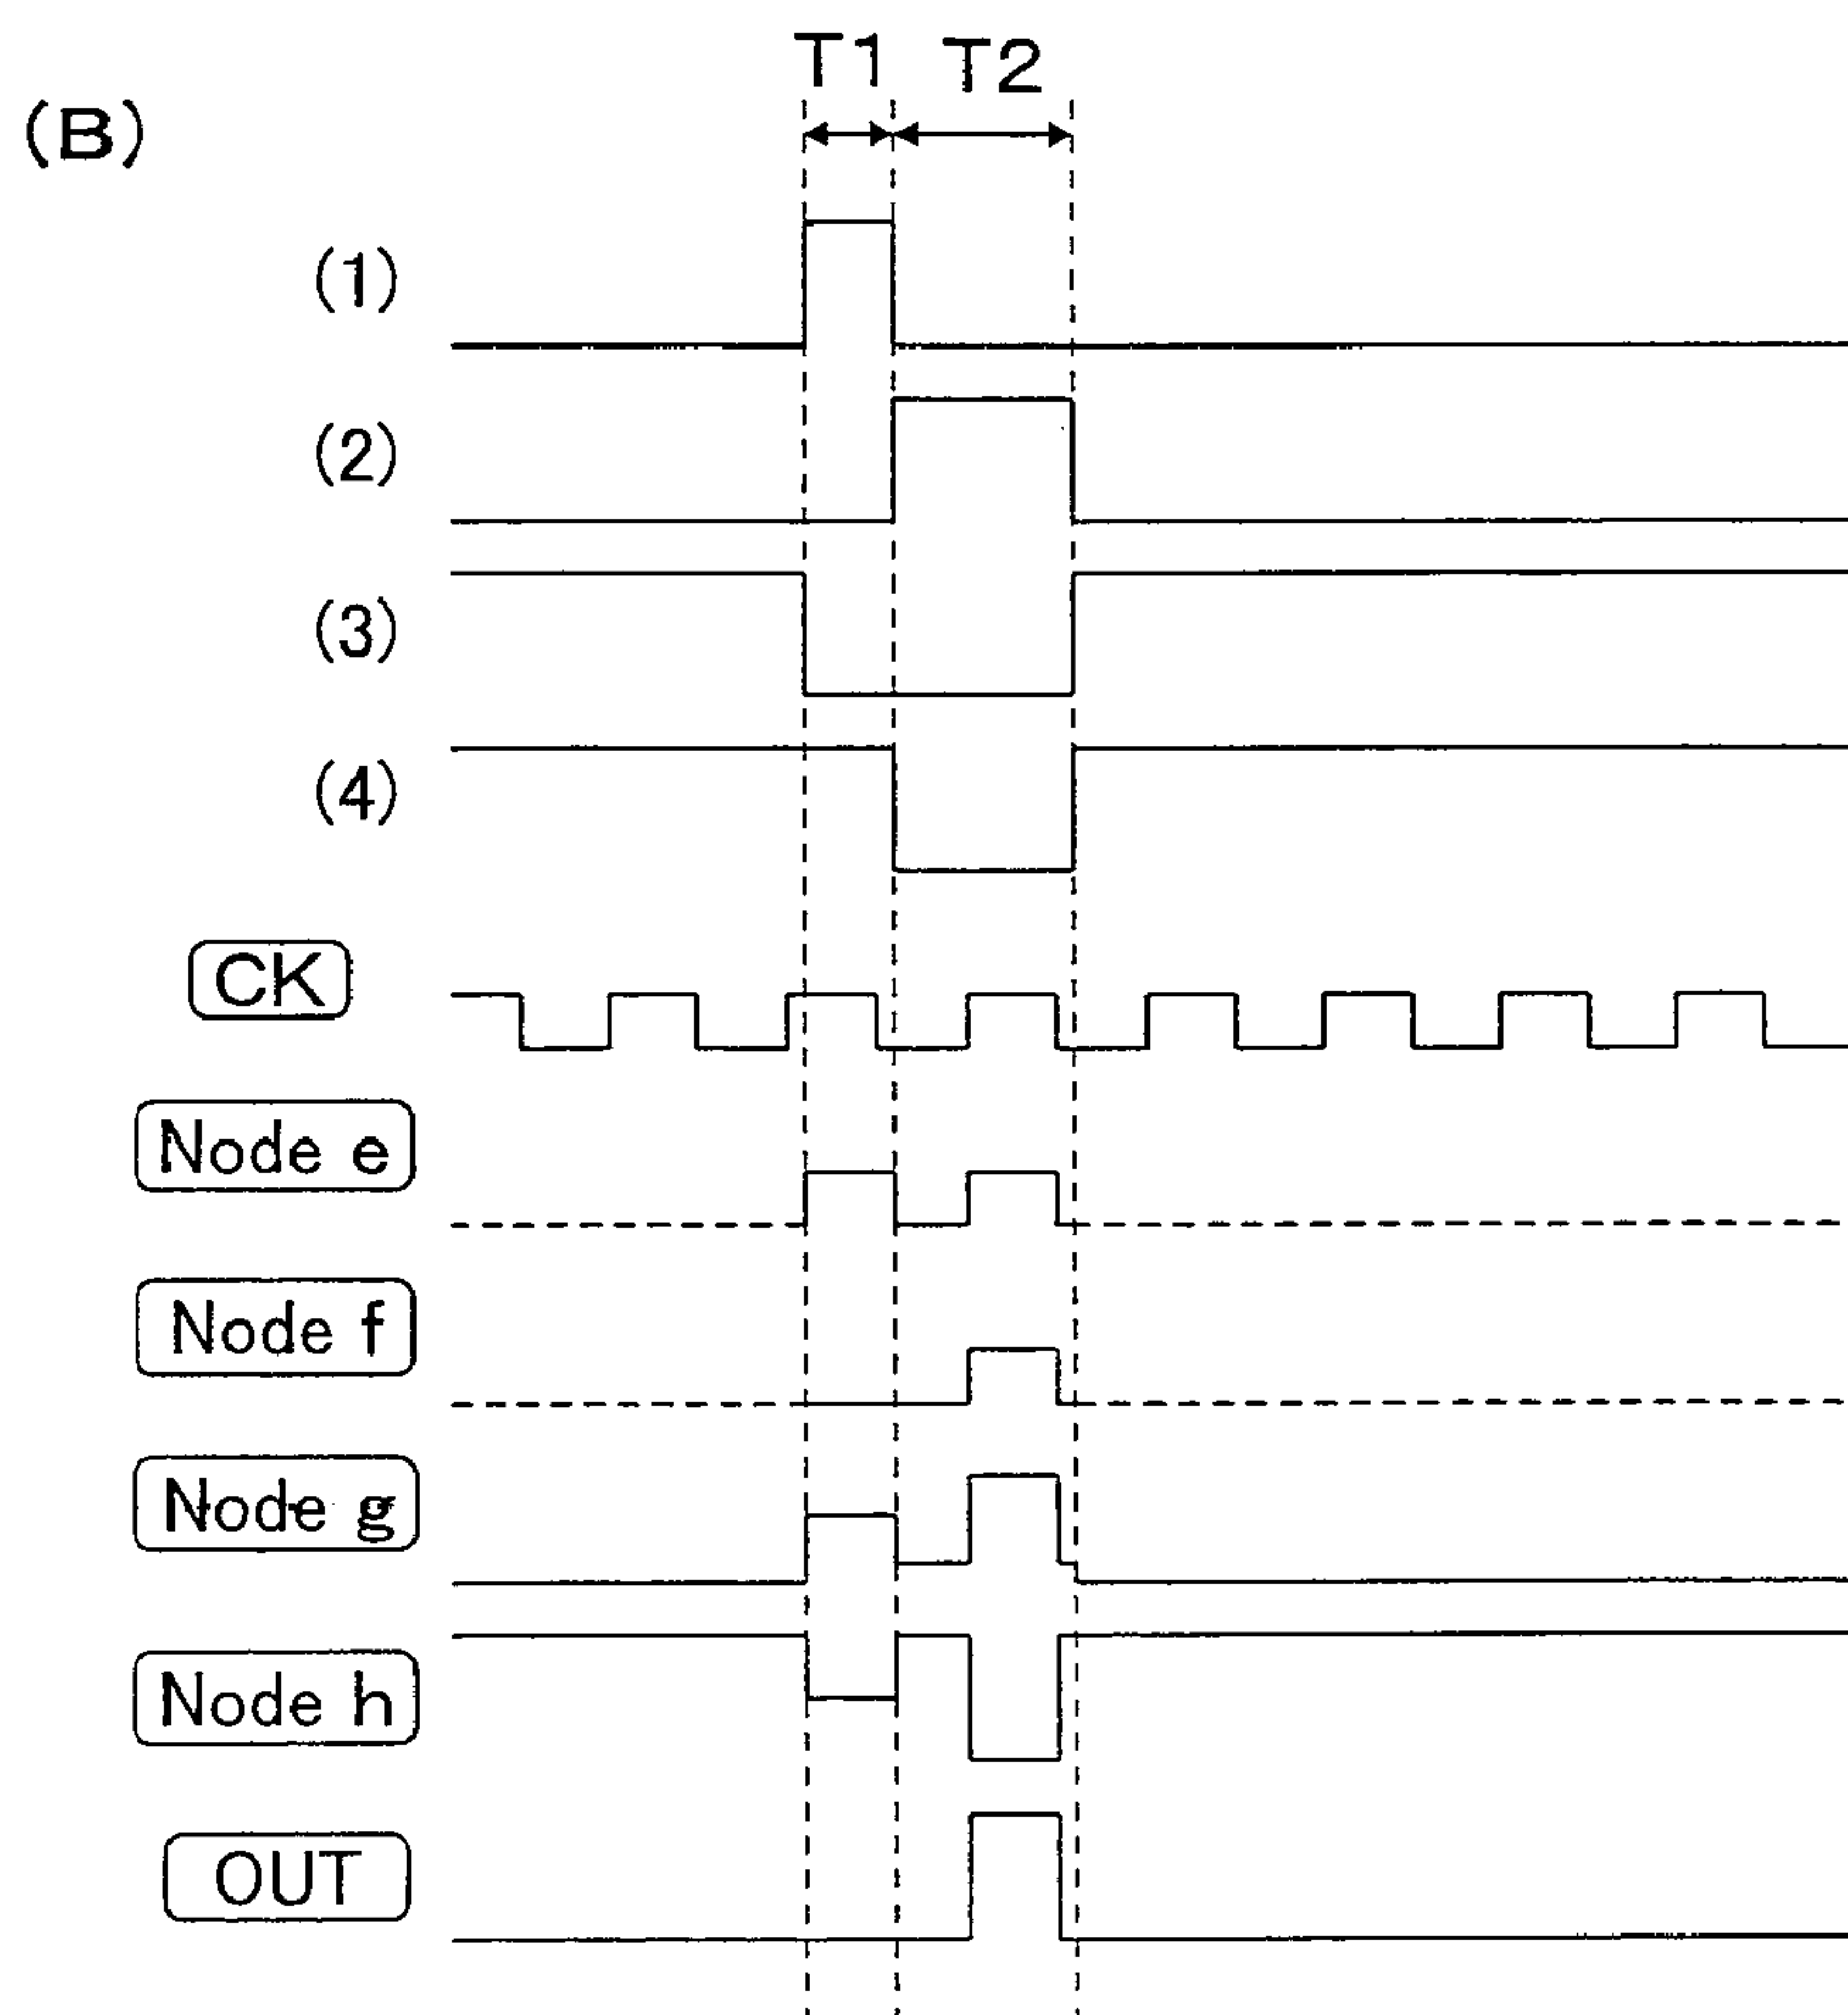 T1 T2
(B)
(1)
(2)
(3)
(4)
CK
Node e
Node f
Node g
Node h
OUT